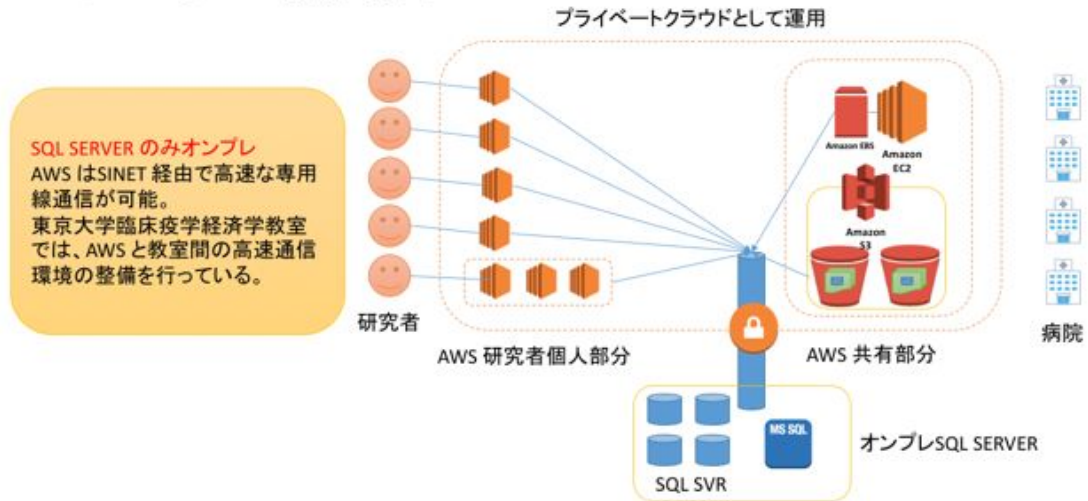 プライベートクラウドとして運用
SQL SERVER のみオンプレ
AWS はSINET 経由で高速な専用
線通信が可能。
東京大学臨床疫学経済学教室
では、AWS と教室間の高速通信
環境の整備を行っている。
Amazon EBS
Amazon
EC2
Amazon
S3
研究者
病院
AWS 研究者個人部分
AWS 共有部分
MS SQL
オンプレSQL SERVER
SQL SVR